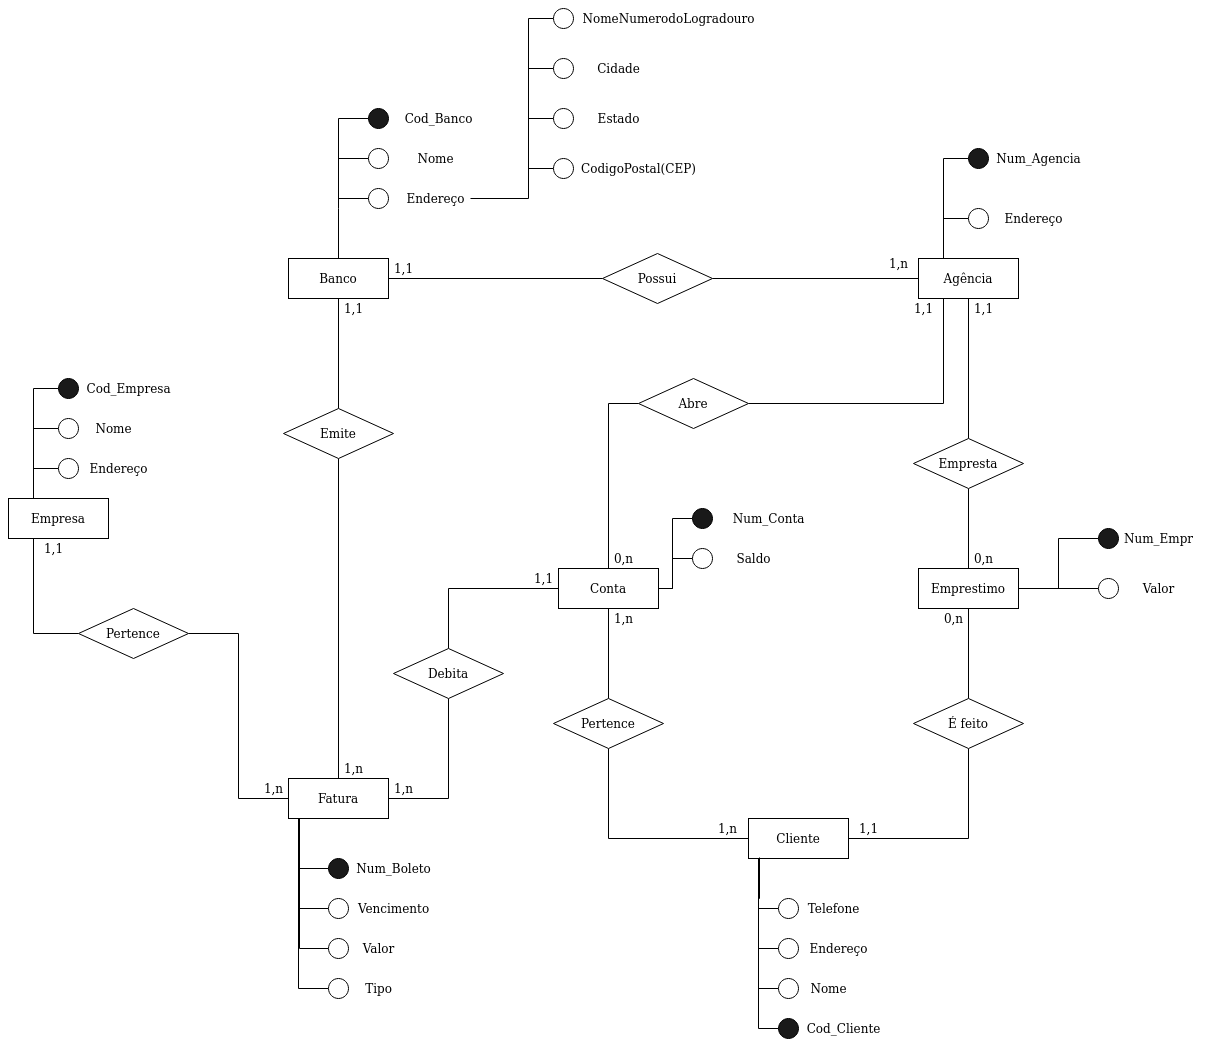 NomeNumerodoLogradouro
Cidade
Cod_Banco
Estado
Nome
Num_Agencia
CodigoPostal(CEP)
Endereço
Endereço
1,1
1,n
Banco
Possui
Agência
1,1
1,1
1,1
Cod_Empresa
Abre
Nome
Emite
Empresta
Endereço
Empresa
Num_Conta
Num_Empr
1,1
0,n
Saldo
0,n
1,1
Conta
Emprestimo
Valor
1,n
0,n
Pertence
Debita
Pertence
É feito
1,n
1,n
1,n
Fatura
1,n
1,1
Cliente
Num_Boleto
Vencimento
Telefone
Valor
Endereço
Tipo
Nome
Cod_Cliente